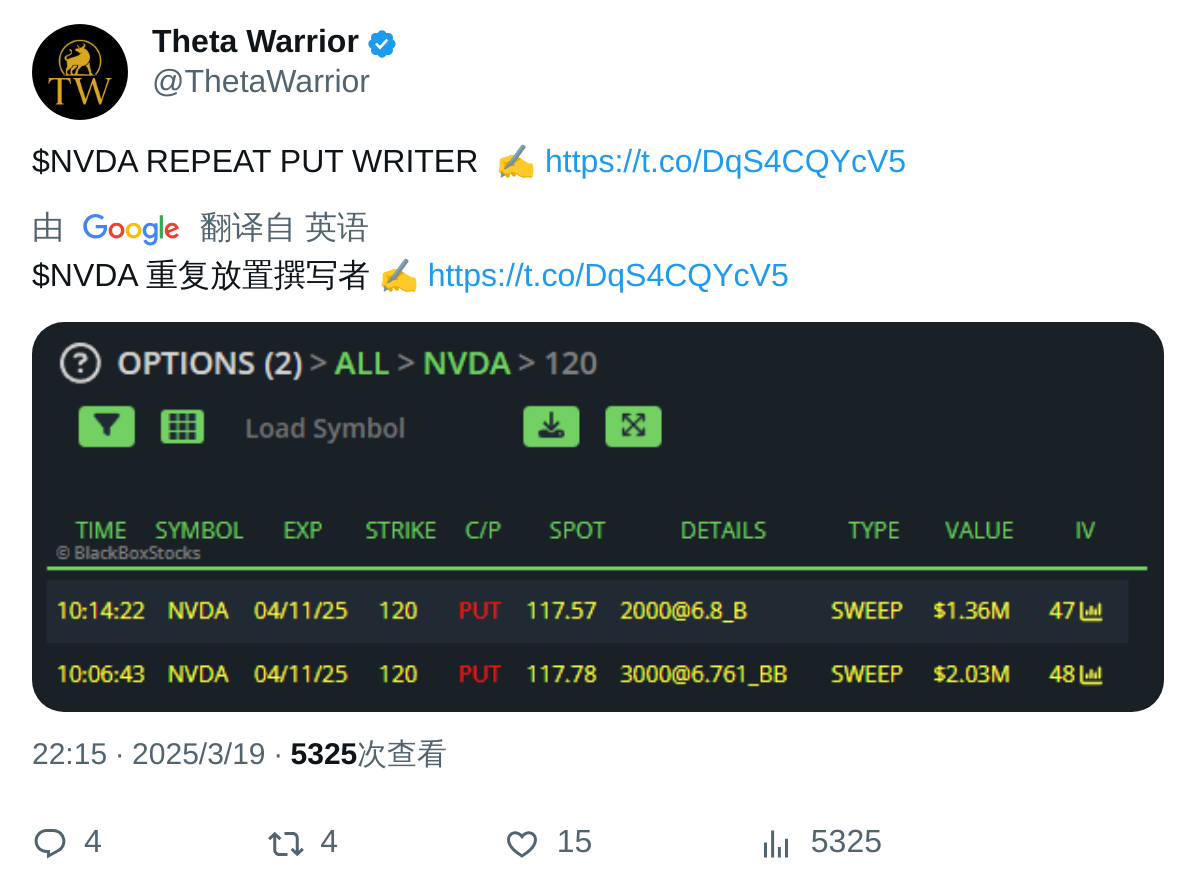 TW
Theta Warrior
@ThetaWarrior
$NVDA REPEAT PUT WRITER ✍️ https://t.co/DqS4CQYcV5
由 Google 翻译自 英语
$NVDA 重复放置撰写者 ✍️ https://t.co/DqS4CQYcV5
? OPTIONS (2) > ALL > NVDA > 120
Load Symbol
TIME SYMBOL EXP STRIKE C/P SPOT DETAILS TYPE VALUE IV
© BlackBoxStocks
10:14:22 NVDA 04/11/25 120 PUT 117.57 2000@6.8_B SWEEP $1.36M 47
10:06:43 NVDA 04/11/25 120 PUT 117.78 3000@6.761_BB SWEEP $2.03M 48
22:15 · 2025/3/19 · 5325次查看
4 4 15 5325